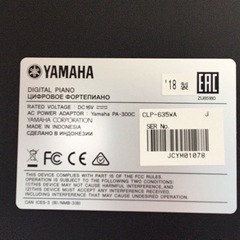 YAMAHA
DIGITAL PIANO
ЦИФРОВОЕ ФОРТЕПИАНО
RATED VOLTAGE : DC16V
AC POWER ADAPTOR : Yamaha PA-300C
YAMAHA CORPORATION
MADE IN INDONESIA
СДЕЛАНО В ИНДОНЕЗИИ
'18
EAC
CLP-635WA J
SER No.
JCYM01078
FC CE
THIS DEVICE COMPLIES WITH PART 15 OF THE FCC
RULES. OPERATION IS SUBJECT TO THE FOLLOWING
TWO CONDITIONS: (1) THIS DEVICE MAY NOT CAUSE
HARMFUL INTERFERENCE, AND (2) THIS DEVICE MUST
ACCEPT ANY INTERFERENCE RECEIVED, INCLUDING
INTERFERENCE THAT MAY CAUSE UNDESIRED OPERATION.